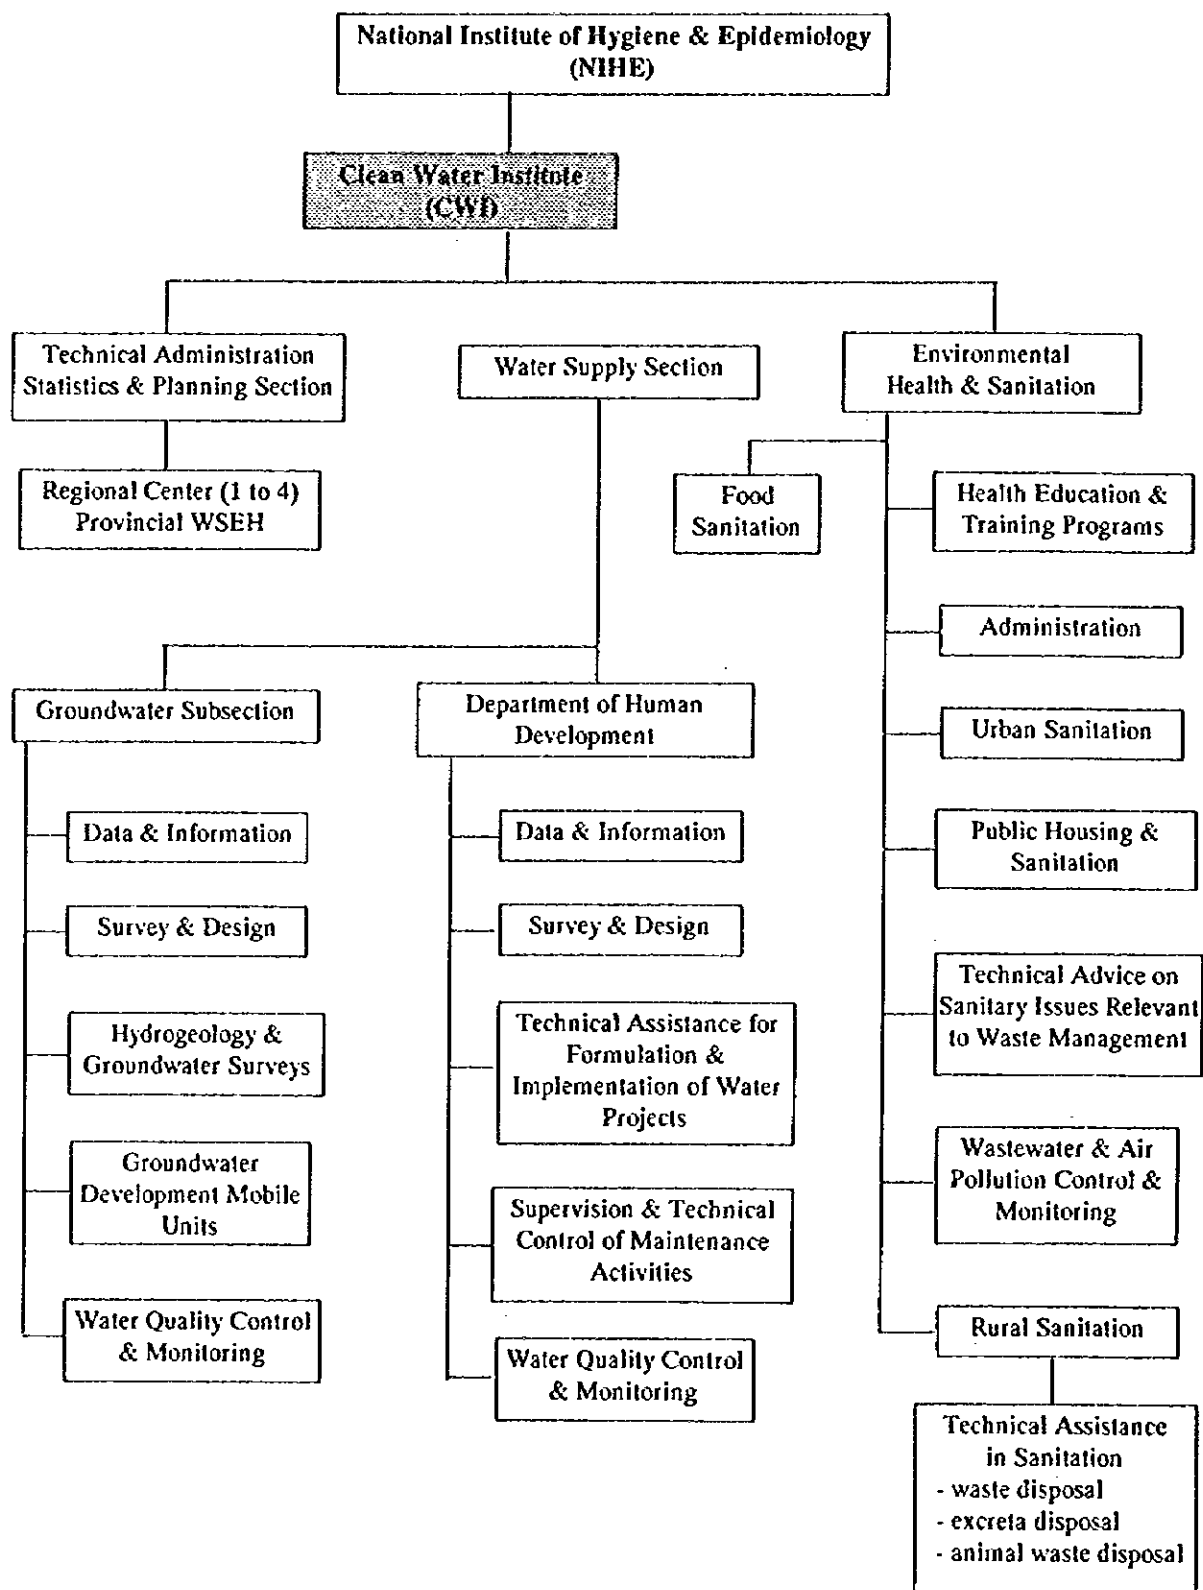 National Institute of Hygiene & Epidemiology
(NIHE)
Clean Water Institute
(CWI)
Technical Administration
Statistics & Planning Section
Water Supply Section
Environmental
Health & Sanitation
Regional Center (1 to 4)
Provincial WSEH
Food
Sanitation
Health Education &
Training Programs
Administration
Urban Sanitation
Public Housing &
Sanitation
Technical Advice on
Sanitary Issues Relevant
to Waste Management
Wastewater & Air
Pollution Control &
Monitoring
Rural Sanitation
Technical Assistance
in Sanitation
- waste disposal
- excreta disposal
- animal waste disposal
Groundwater Subsection
Data & Information
Survey & Design
Hydrogeology &
Groundwater Surveys
Groundwater
Development Mobile
Units
Water Quality Control
& Monitoring
Department of Human
Development
Data & Information
Survey & Design
Technical Assistance for
Formulation &
Implementation of Water
Projects
Supervision & Technical
Control of Maintenance
Activities
Water Quality Control
& Monitoring